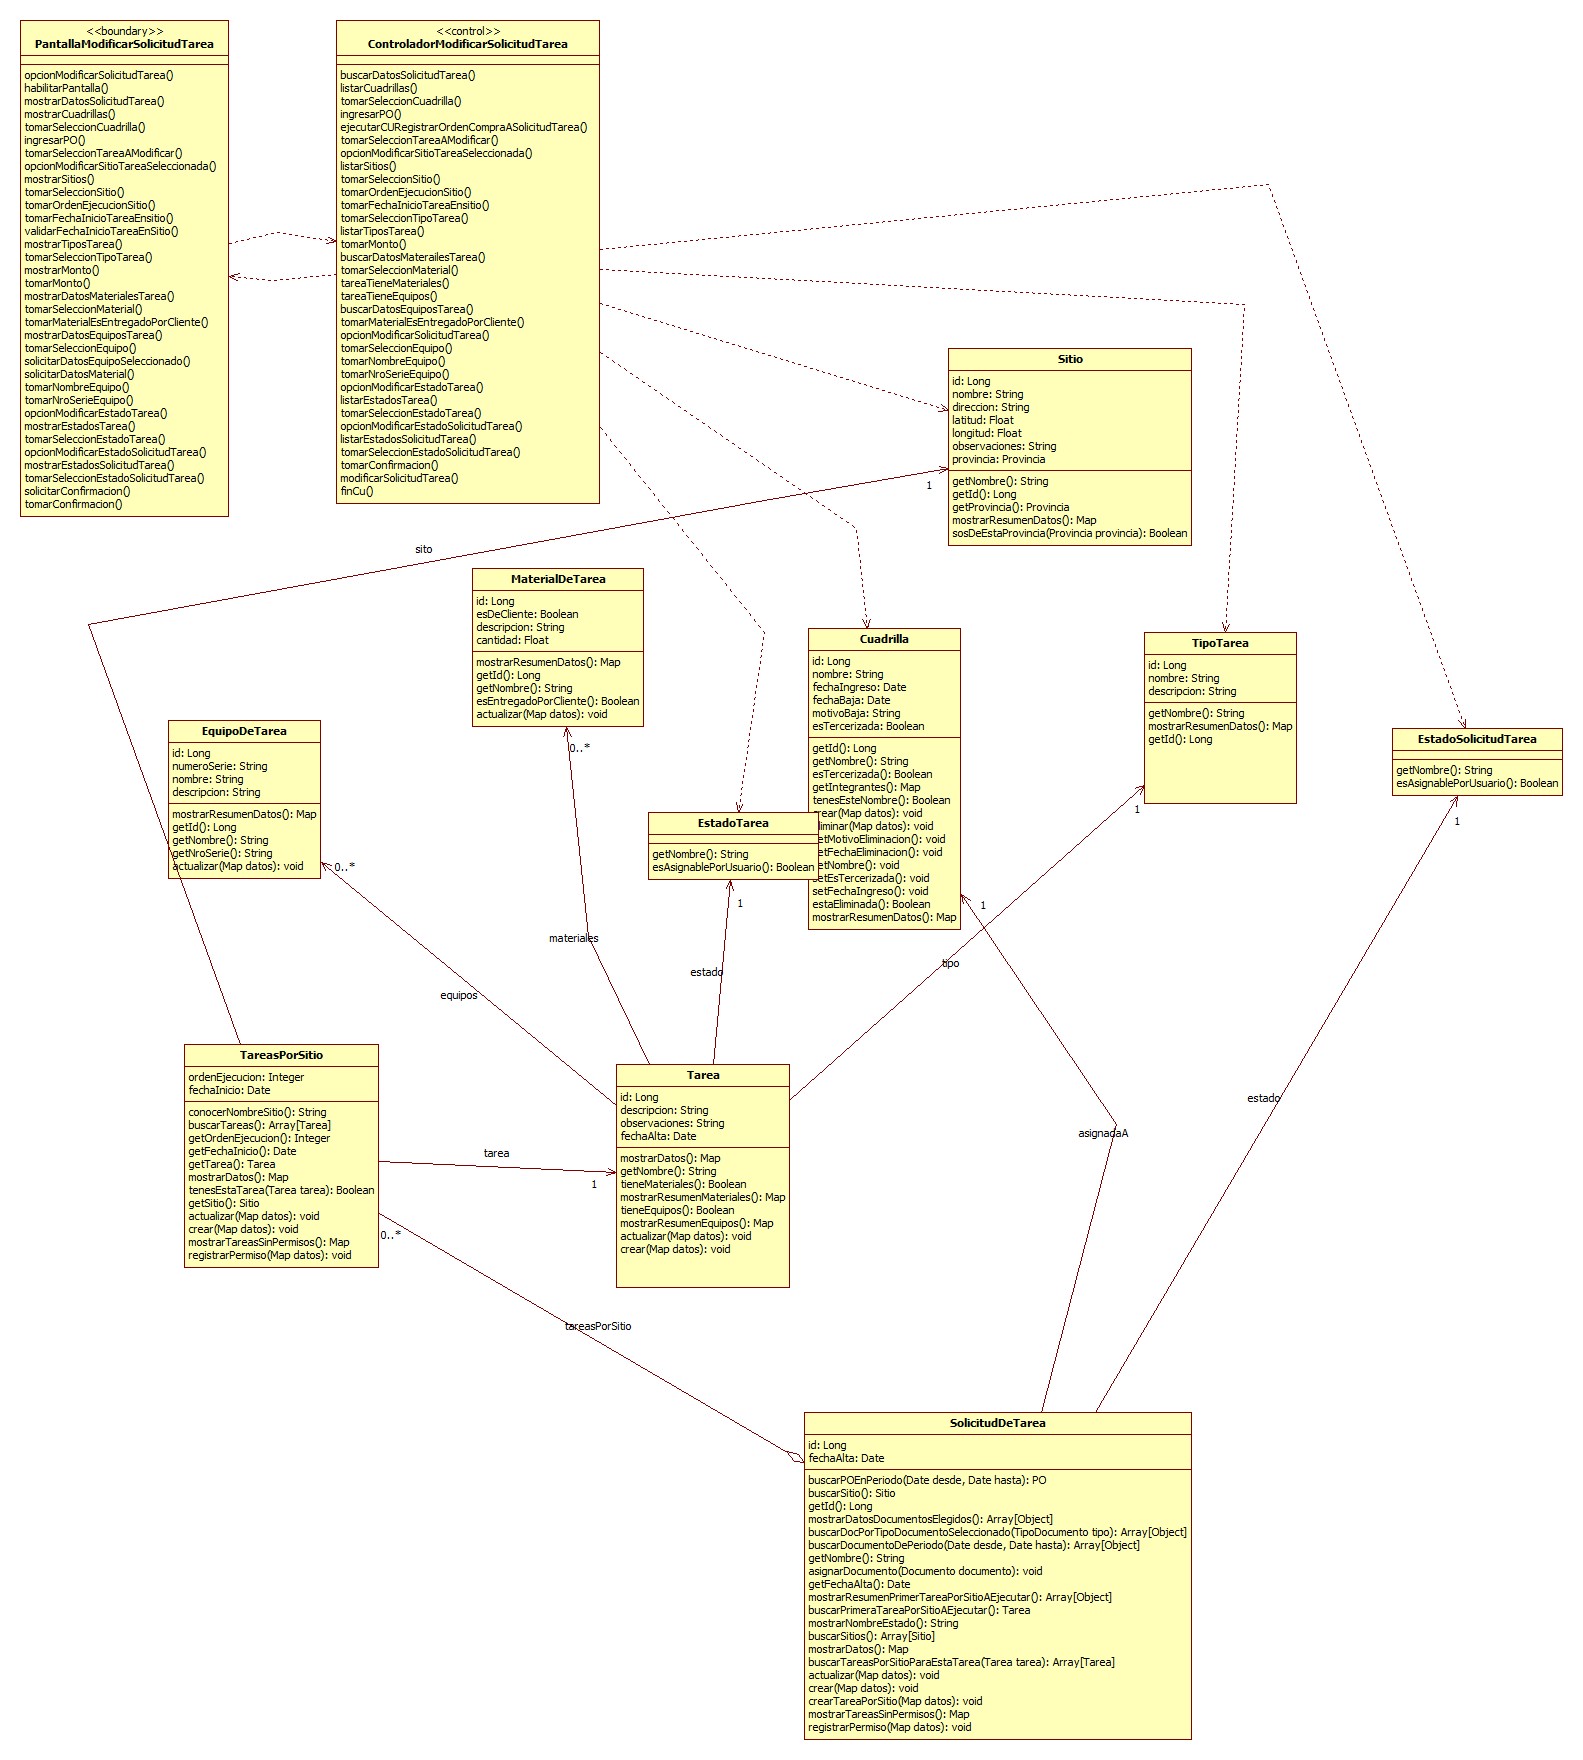 <<boundary>>
PantallaModificarSolicitudTarea
opcionModificarSolicitudTarea()
habilitarPantalla()
mostrarDatosSolicitudTarea()
mostrarCuadrillas()
tomarSeleccionCuadrilla()
ingresarPO()
tomarSeleccionTareaAModificar()
opcionModificarSitioTareaSeleccionada()
mostrarSitios()
tomarSeleccionSitio()
tomarOrdenEjecucionSitio()
tomarFechaInicioTareaEnsitio()
validarFechaInicioTareaEnSitio()
mostrarTiposTarea()
tomarSeleccionTipoTarea()
mostrarMonto()
tomarMonto()
mostrarDatosMaterialesTarea()
tomarSeleccionMaterial()
tomarMaterialEsEntregadoPorCliente()
mostrarDatosEquiposTarea()
tomarSeleccionEquipo()
solicitarDatosEquipoSeleccionado()
solicitarDatosMaterial()
tomarNombreEquipo()
tomarNroSerieEquipo()
opcionModificarEstadoTarea()
mostrarEstadosTarea()
tomarSeleccionEstadoTarea()
opcionModificarEstadoSolicitudTarea()
mostrarEstadosSolicitudTarea()
tomarSeleccionEstadoSolicitudTarea()
solicitarConfirmacion()
tomarConfirmacion()
<<control>>
ControladorModificarSolicitudTarea
buscarDatosSolicitudTarea()
listarCuadrillas()
tomarSeleccionCuadrilla()
ingresarPO()
ejecutarCURegistrarOrdenCompraASolicitudTarea()
tomarSeleccionTareaAModificar()
opcionModificarSitioTareaSeleccionada()
listarSitios()
tomarSeleccionSitio()
tomarOrdenEjecucionSitio()
tomarFechaInicioTareaEnsitio()
tomarSeleccionTipoTarea()
listarTiposTarea()
tomarMonto()
buscarDatosMaterailesTarea()
tomarSeleccionMaterial()
tareaTieneMateriales()
tareaTieneEquipos()
buscarDatosEquiposTarea()
tomarMaterialEsEntregadoPorCliente()
opcionModificarSolicitudTarea()
tomarSeleccionEquipo()
tomarNombreEquipo()
tomarNroSerieEquipo()
opcionModificarEstadoTarea()
listarEstadosTarea()
tomarSeleccionEstadoTarea()
opcionModificarEstadoSolicitudTarea()
listarEstadosSolicitudTarea()
tomarSeleccionEstadoSolicitudTarea()
tomarConfirmacion()
modificarSolicitudTarea()
finCu()
Sitio
id: Long
nombre: String
direccion: String
latitud: Float
longitud: Float
observaciones: String
provincia: Provincia
getNombre(): String
getId(): Long
getProvincia(): Provincia
mostrarResumenDatos(): Map
sosDeEstaProvincia(Provincia provincia): Boolean
1
sito
MaterialDeTarea
id: Long
esDeCliente: Boolean
descripcion: String
cantidad: Float
mostrarResumenDatos(): Map
getId(): Long
getNombre(): String
esEntregadoPorCliente(): Boolean
actualizar(Map datos): void
0..*
Cuadrilla
id: Long
nombre: String
fechaIngreso: Date
fechaBaja: Date
motivoBaja: String
esTercerizada: Boolean
getId(): Long
getNombre(): String
esTercerizada(): Boolean
getIntegrantes(): Map
tenesEsteNombre(): Boolean
crear(Map datos): void
eliminar(Map datos): void
setMotivoEliminacion(): void
setFechaEliminacion(): void
setNombre(): void
setEsTercerizada(): void
setFechaIngreso(): void
estaEliminada(): Boolean
mostrarResumenDatos(): Map
1
TipoTarea
id: Long
nombre: String
descripcion: String
getNombre(): String
mostrarResumenDatos(): Map
getId(): Long
1
EstadoSolicitudTarea
getNombre(): String
esAsignablePorUsuario(): Boolean
1
EquipoDeTarea
id: Long
numeroSerie: String
nombre: String
descripcion: String
mostrarResumenDatos(): Map
getId(): Long
getNombre(): String
getNroSerie(): String
actualizar(Map datos): void
0..*
EstadoTarea
getNombre(): String
esAsignablePorUsuario(): Boolean
1
materiales
equipos
estado
tipo
TareasPorSitio
ordenEjecucion: Integer
fechaInicio: Date
conocerNombreSitio(): String
buscarTareas(): Array[Tarea]
getOrdenEjecucion(): Integer
getFechaInicio(): Date
getTarea(): Tarea
mostrarDatos(): Map
tenesEstaTarea(Tarea tarea): Boolean
getSitio(): Sitio
actualizar(Map datos): void
crear(Map datos): void
mostrarTareasSinPermisos(): Map
registrarPermiso(Map datos): void
tarea
1
0..*
Tarea
id: Long
descripcion: String
observaciones: String
fechaAlta: Date
mostrarDatos(): Map
getNombre(): String
tieneMateriales(): Boolean
mostrarResumenMateriales(): Map
tieneEquipos(): Boolean
mostrarResumenEquipos(): Map
actualizar(Map datos): void
crear(Map datos): void
asignadaA
estado
tareasPorSitio
SolicitudDeTarea
id: Long
fechaAlta: Date
buscarPOEnPeriodo(Date desde, Date hasta): PO
buscarSitio(): Sitio
getId(): Long
mostrarDatosDocumentosElegidos(): Array[Object]
buscarDocPorTipoDocumentoSeleccionado(TipoDocumento tipo): Array[Object]
buscarDocumentoDePeriodo(Date desde, Date hasta): Array[Object]
getNombre(): String
asignarDocumento(Documento documento): void
getFechaAlta(): Date
mostrarResumenPrimerTareaPorSitioAEjecutar(): Array[Object]
buscarPrimeraTareaPorSitioAEjecutar(): Tarea
mostrarNombreEstado(): String
buscarSitios(): Array[Sitio]
mostrarDatos(): Map
buscarTareasPorSitioParaEstaTarea(Tarea tarea): Array[Tarea]
actualizar(Map datos): void
crear(Map datos): void
crearTareaPorSitio(Map datos): void
mostrarTareasSinPermisos(): Map
registrarPermiso(Map datos): void